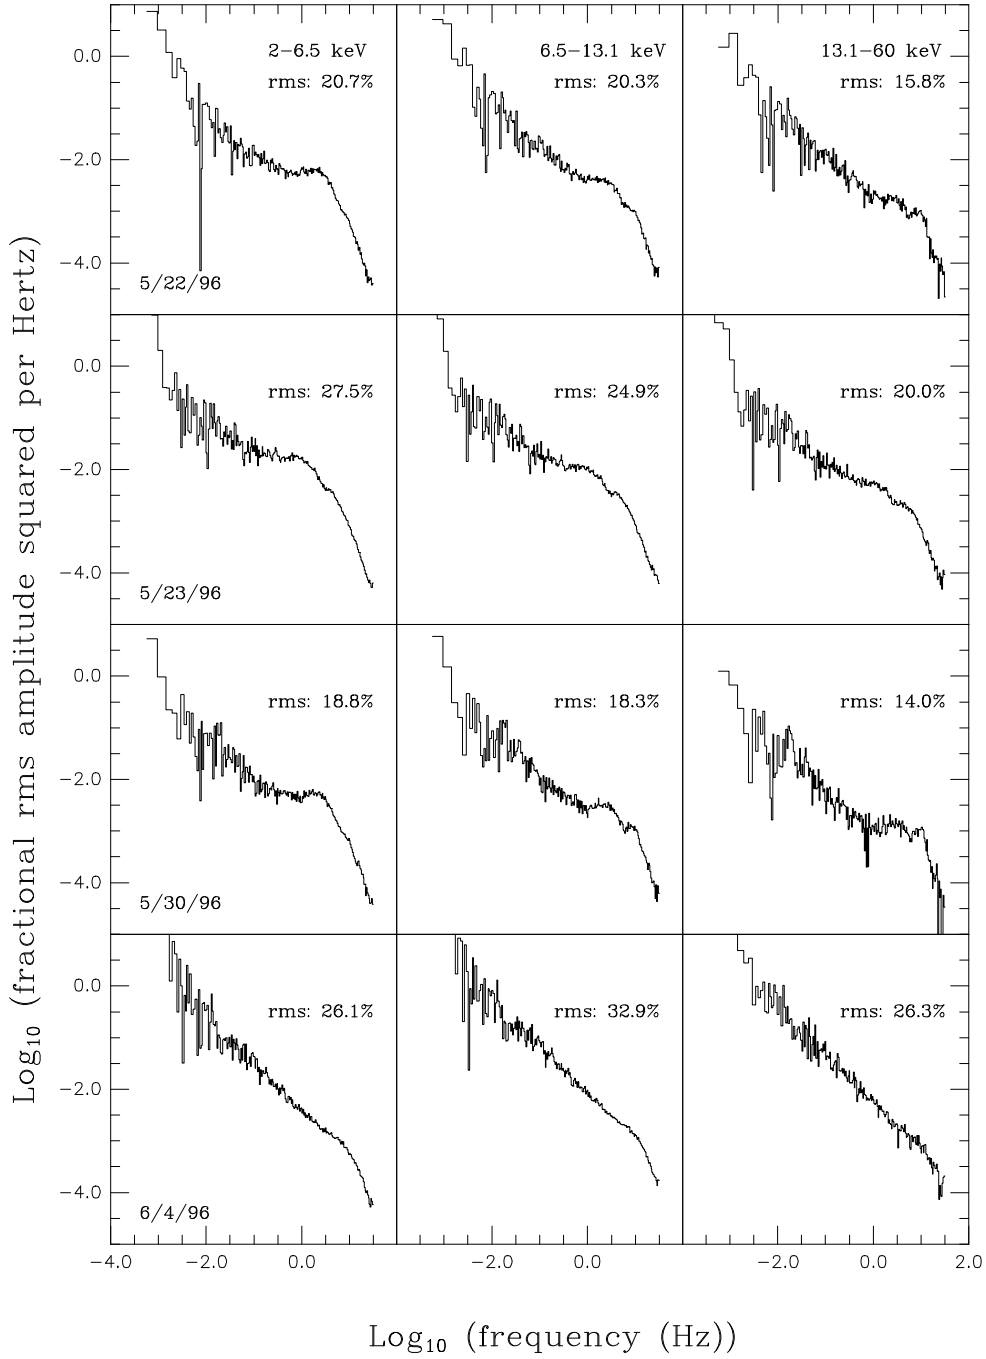 2−6.5 keV
rms: 20.7%
6.5−13.1 keV
rms: 20.3%
13.1−60 keV
rms: 15.8%
0.0
−2.0
−4.0
5/22/96
rms: 27.5%
rms: 24.9%
rms: 20.0%
0.0
−2.0
−4.0
5/23/96
rms: 18.8%
rms: 18.3%
rms: 14.0%
0.0
−2.0
−4.0
5/30/96
rms: 26.1%
rms: 32.9%
rms: 26.3%
0.0
−2.0
−4.0
6/4/96
−4.0 −2.0 0.0 −2.0 0.0 −2.0 0.0 2.0
Log₁₀ (frequency (Hz))
Log₁₀ (fractional rms amplitude squared per Hertz)